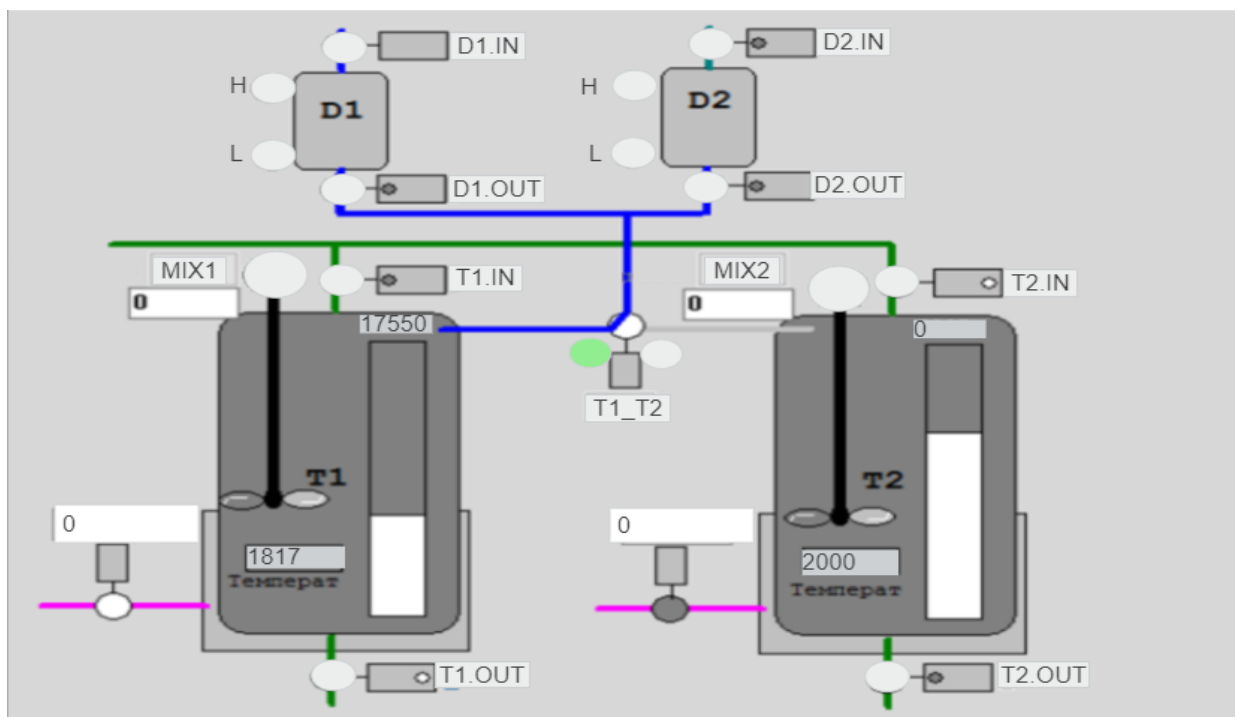 D1.IN
D2.IN
H
D1
H
D2
L
L
D1.OUT
D2.OUT
MIX1
T1.IN
MIX2
T2.IN
0
0
17550
0
T1_T2
T1
T2
0
0
1817
2000
Температ
Температ
T1.OUT
T2.OUT